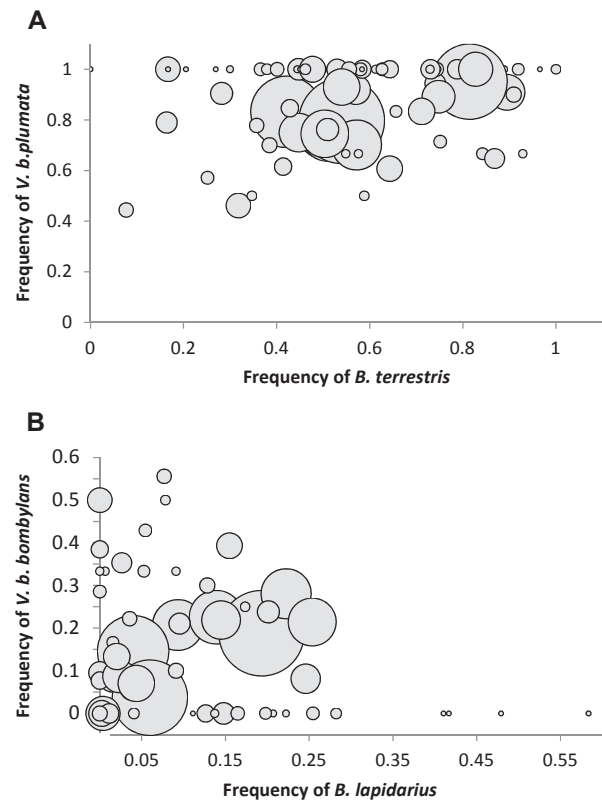 A
Frequency of V. b.plumata
1
0.8
0.6
0.4
0.2
0
0 0.2 0.4 0.6 0.8 1
Frequency of B. terrestris
B
Frequency of V. b. bombylans
0.6
0.5
0.4
0.3
0.2
0.1
0
0.05 0.15 0.25 0.35 0.45 0.55
Frequency of B. lapidarius